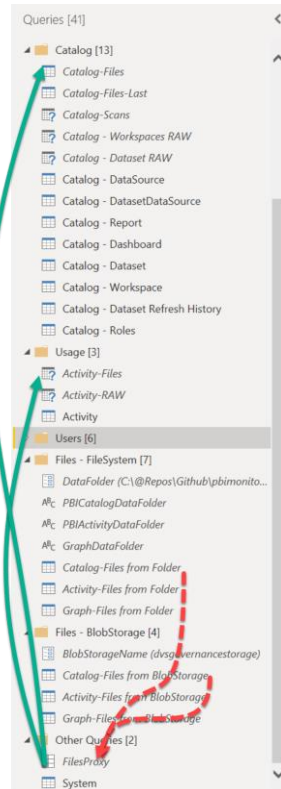 Queries [41]
Catalog [13]
Catalog-Files
Catalog-Files-Last
Catalog-Scans
Catalog - Workspaces RAW
Catalog - Dataset RAW
Catalog - DataSource
Catalog - DatasetDataSource
Catalog - Report
Catalog - Dashboard
Catalog - Dataset
Catalog - Workspace
Catalog - Dataset Refresh History
Catalog - Roles
Usage [3]
Activity-Files
Activity-RAW
Activity
Users [6]
Files - FileSystem [7]
DataFolder (C:\@Repos\Github\pbimonito...
ABC PBICatalogDataFolder
ABC PBIActivityDataFolder
ABC GraphDataFolder
Catalog-Files from Folder
Activity-Files from Folder
Graph-Files from Folder
Files - BlobStorage [4]
BlobStorageName (dvsgovernancestorage)
Catalog-Files from BlobStorage
Activity-Files from BlobStorage
Graph-Files from BlobStorage
Other Queries [2]
FilesProxy
System